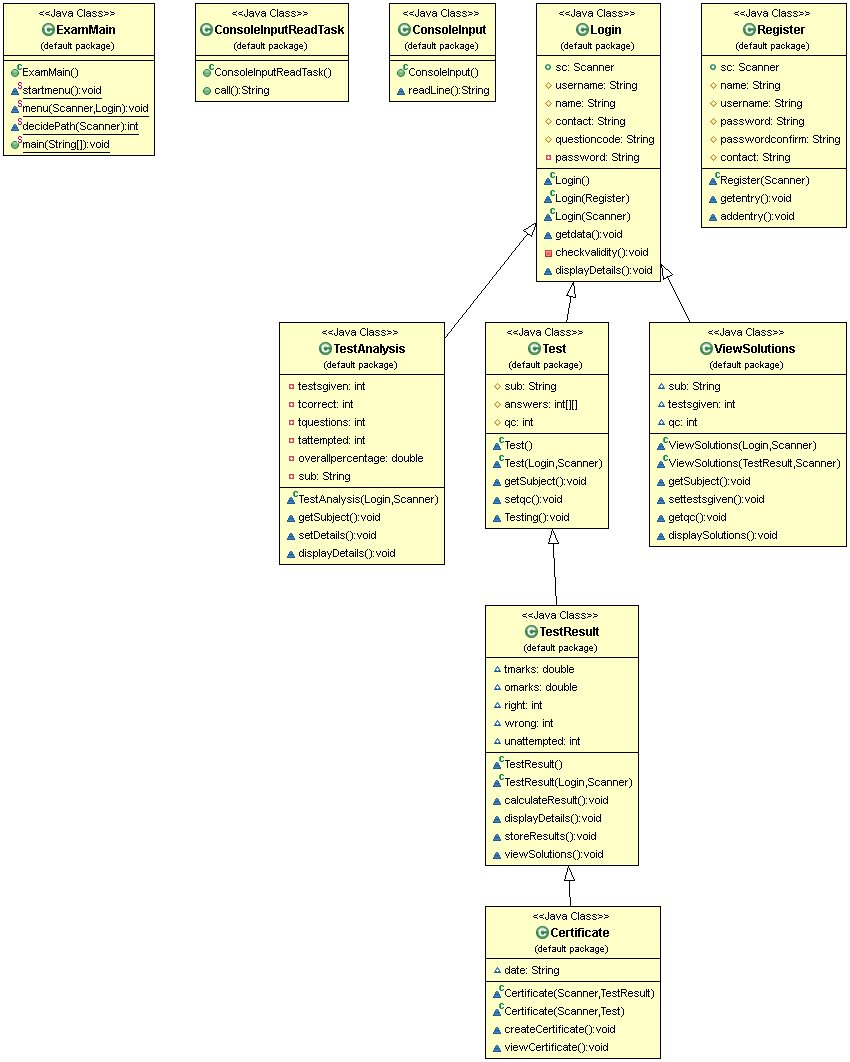 <<Java Class>>
ExamMain
(default package)
ExamMain()
startmenu():void
menu(Scanner,Login):void
decidePath(Scanner):int
main(String[]):void
<<Java Class>>
ConsoleInputReadTask
(default package)
ConsoleInputReadTask()
call():String
<<Java Class>>
ConsoleInput
(default package)
ConsoleInput()
readLine():String
<<Java Class>>
Login
(default package)
sc: Scanner
username: String
name: String
contact: String
questioncode: String
password: String
Login()
Login(Register)
Login(Scanner)
getdata():void
checkvalidity():void
displayDetails():void
<<Java Class>>
Register
(default package)
sc: Scanner
name: String
username: String
password: String
passwordconfirm: String
contact: String
Register(Scanner)
getentry():void
addentry():void
<<Java Class>>
TestAnalysis
(default package)
testsgiven: int
tcorrect: int
tquestions: int
tattempted: int
overallpercentage: double
sub: String
TestAnalysis(Login,Scanner)
getSubject():void
setDetails():void
displayDetails():void
<<Java Class>>
Test
(default package)
sub: String
answers: int[][]
qc: int
Test()
Test(Login,Scanner)
getSubject():void
setqc():void
Testing():void
<<Java Class>>
ViewSolutions
(default package)
sub: String
testsgiven: int
qc: int
ViewSolutions(Login,Scanner)
ViewSolutions(TestResult,Scanner)
getSubject():void
settestsgiven():void
getqc():void
displaySolutions():void
<<Java Class>>
TestResult
(default package)
tmarks: double
omarks: double
right: int
wrong: int
unattempted: int
TestResult()
TestResult(Login,Scanner)
calculateResult():void
displayDetails():void
storeResults():void
viewSolutions():void
<<Java Class>>
Certificate
(default package)
date: String
Certificate(Scanner,TestResult)
Certificate(Scanner,Test)
createCertificate():void
viewCertificate():void